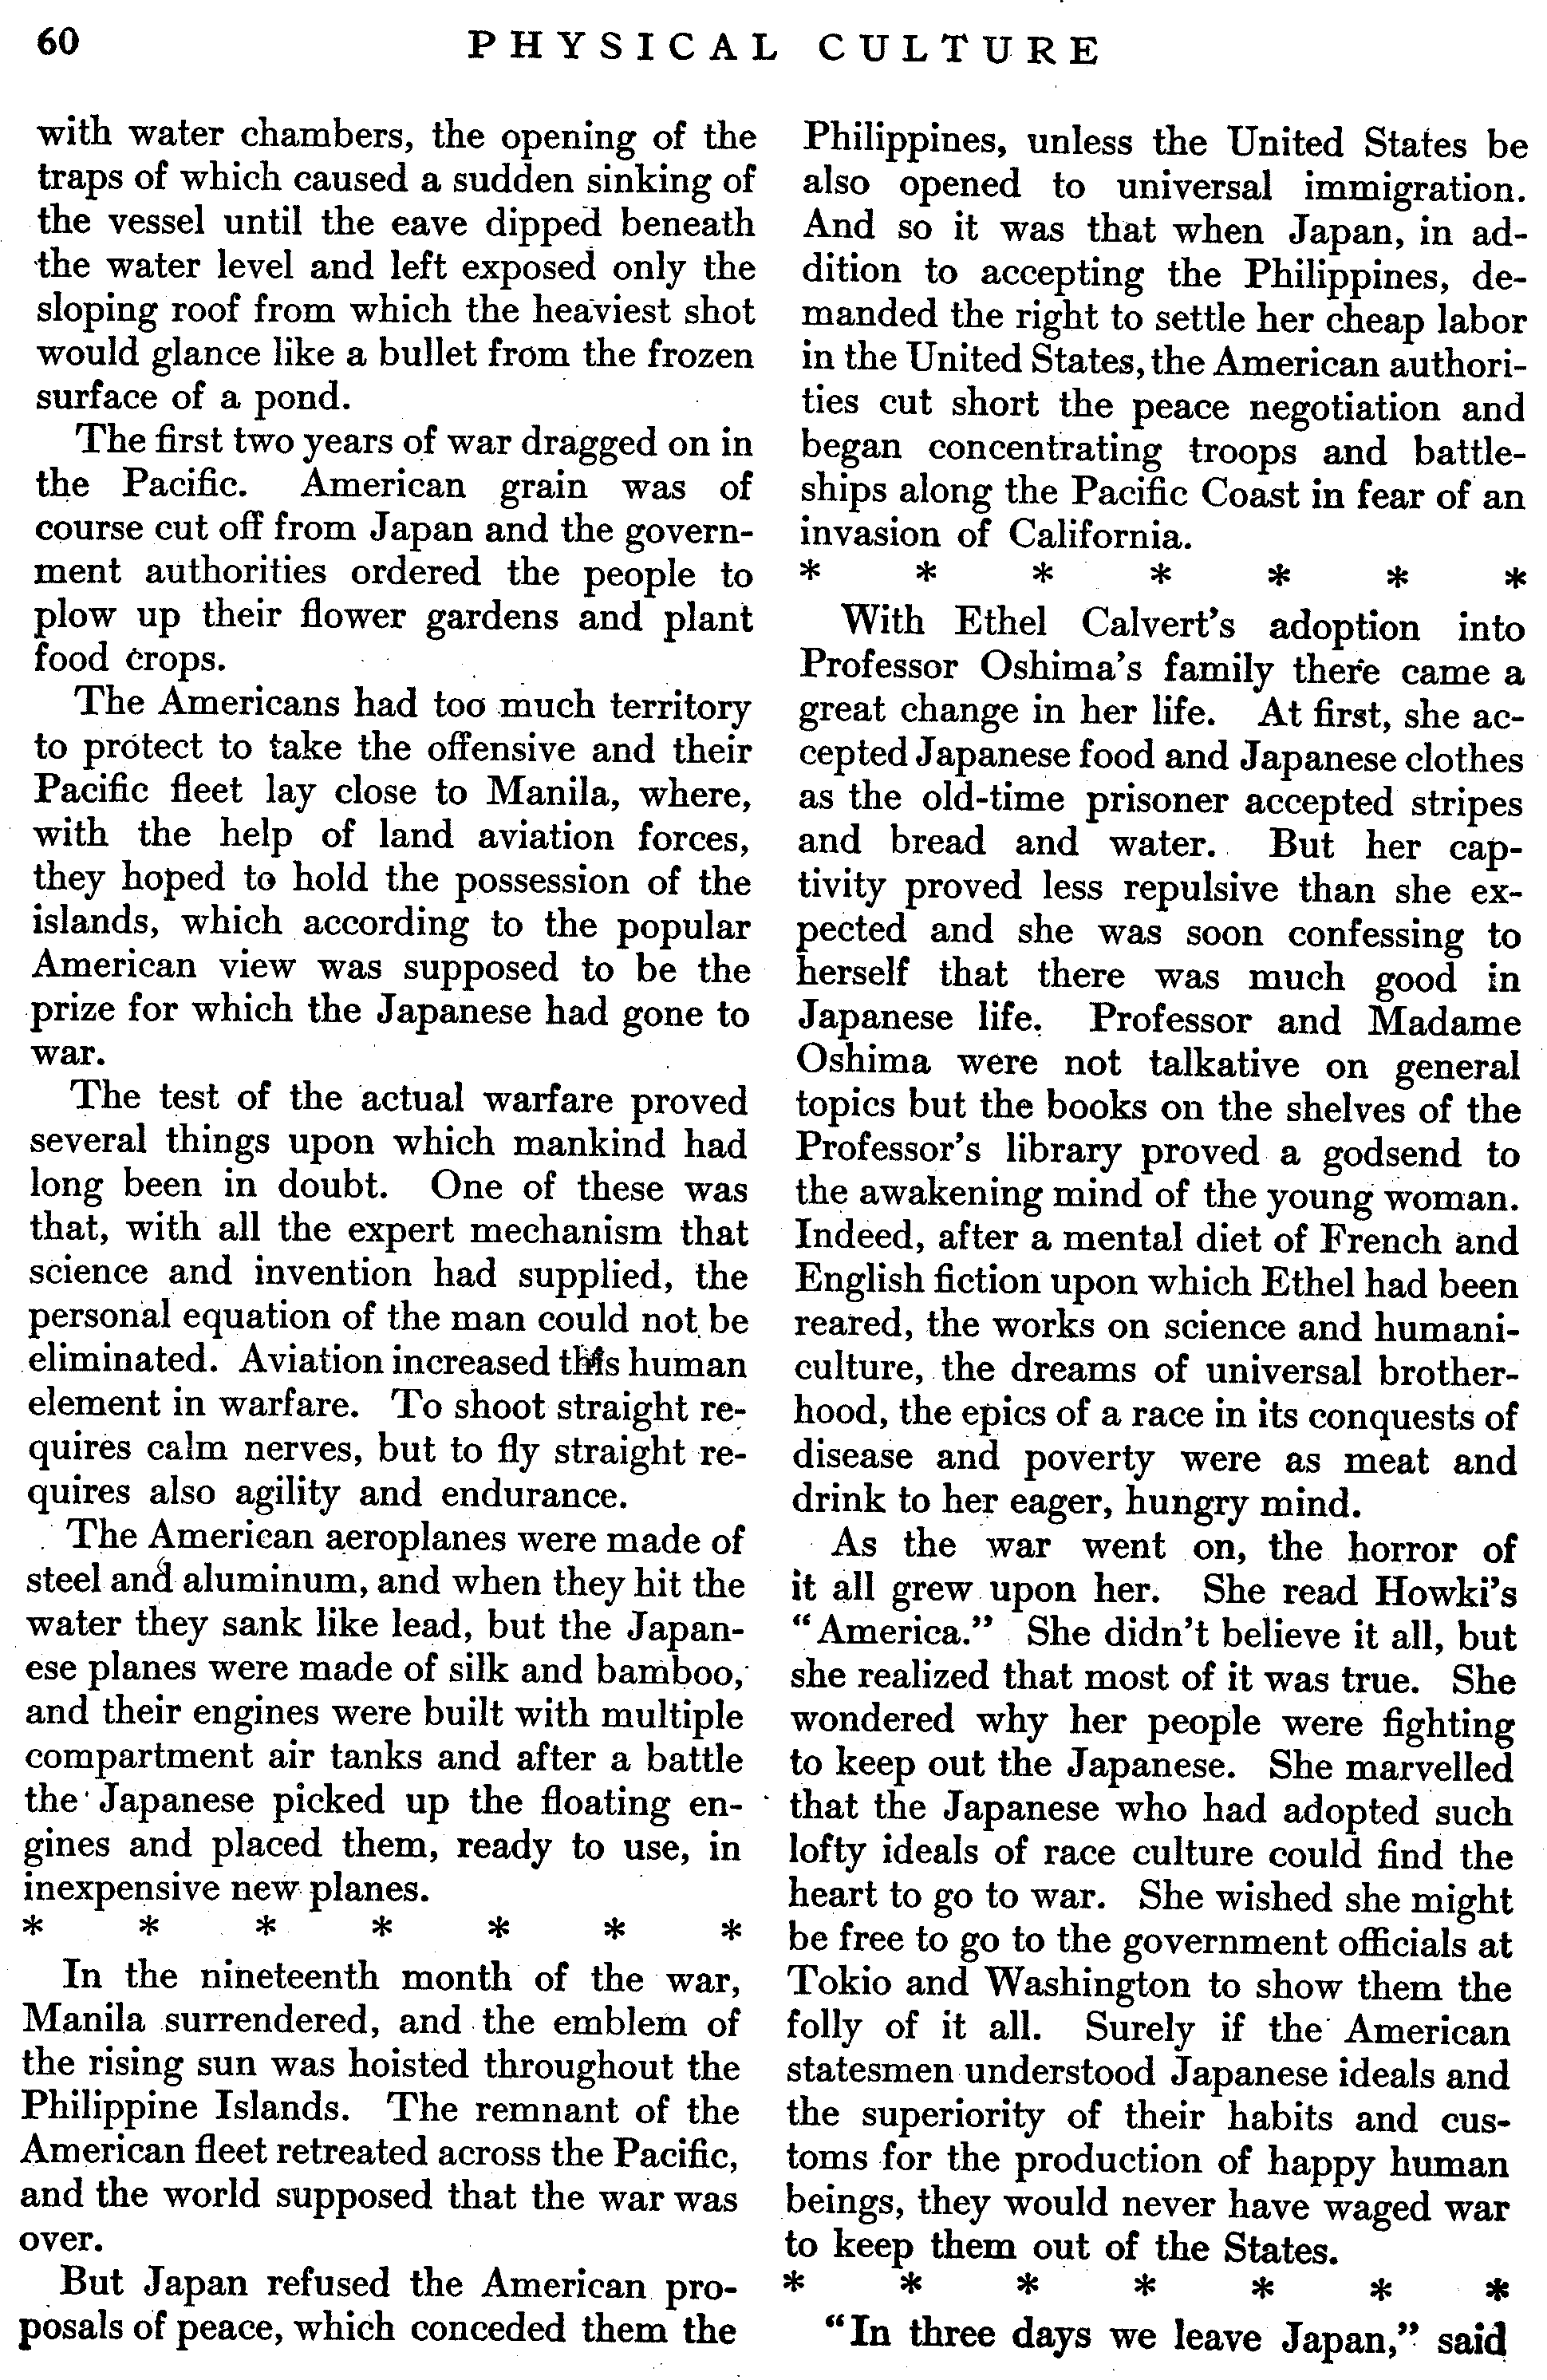 60
PHYSICAL CULTURE
with water chambers, the opening of the
traps of which caused a sudden sinking of
the vessel until the eave dipped beneath
the water level and left exposed only the
sloping roof from which the heaviest shot
would glance like a bullet from the frozen
surface of a pond.
The first two years of war dragged on in
the Pacific. American grain was of
course cut off from Japan and the govern-
ment authorities ordered the people to
plow up their flower gardens and plant
food crops.
The Americans had too much territory
to protect to take the offensive and their
Pacific fleet lay close to Manila, where,
with the help of land aviation forces,
they hoped to hold the possession of the
islands, which according to the popular
American view was supposed to be the
prize for which the Japanese had gone to
war.
The test of the actual warfare proved
several things upon which mankind had
long been in doubt. One of these was
that, with all the expert mechanism that
science and invention had supplied, the
personal equation of the man could not be
eliminated. Aviation increased this human
element in warfare. To shoot straight re-
quires calm nerves, but to fly straight re-
quires also agility and endurance.
The American aeroplanes were made of
steel and aluminum, and when they hit the
water they sank like lead, but the Japan-
ese planes were made of silk and bamboo,
and their engines were built with multiple
compartment air tanks and after a battle
the Japanese picked up the floating en-
gines and placed them, ready to use, in
inexpensive new planes.
* * * * * * *
In the nineteenth month of the war,
Manila surrendered, and the emblem of
the rising sun was hoisted throughout the
Philippine Islands. The remnant of the
American fleet retreated across the Pacific,
and the world supposed that the war was
over.
But Japan refused the American pro-
posals of peace, which conceded them the
Philippines, unless the United States be
also opened to universal immigration.
And so it was that when Japan, in ad-
dition to accepting the Philippines, de-
manded the right to settle her cheap labor
in the United States, the American authori-
ties cut short the peace negotiation and
began concentrating troops and battle-
ships along the Pacific Coast in fear of an
invasion of California.
* * * * * * *
With Ethel Calvert's adoption into
Professor Oshima's family there came a
great change in her life. At first, she ac-
cepted Japanese food and Japanese clothes
as the old-time prisoner accepted stripes
and bread and water. But her cap-
tivity proved less repulsive than she ex-
pected and she was soon confessing to
herself that there was much good in
Japanese life. Professor and Madame
Oshima were not talkative on general
topics but the books on the shelves of the
Professor's library proved a godsend to
the awakening mind of the young woman.
Indeed, after a mental diet of French and
English fiction upon which Ethel had been
reared, the works on science and humani-
culture, the dreams of universal brother-
hood, the epics of a race in its conquests of
disease and poverty were as meat and
drink to her eager, hungry mind.
As the war went on, the horror of
it all grew upon her. She read Howki's
"America." She didn't believe it all, but
she realized that most of it was true. She
wondered why her people were fighting
to keep out the Japanese. She marvelled
that the Japanese who had adopted such
lofty ideals of race culture could find the
heart to go to war. She wished she might
be free to go to the government officials at
Tokio and Washington to show them the
folly of it all. Surely if the American
statesmen understood Japanese ideals and
the superiority of their habits and cus-
toms for the production of happy human
beings, they would never have waged war
to keep them out of the States.
* * * * * * *
"In three days we leave Japan," said